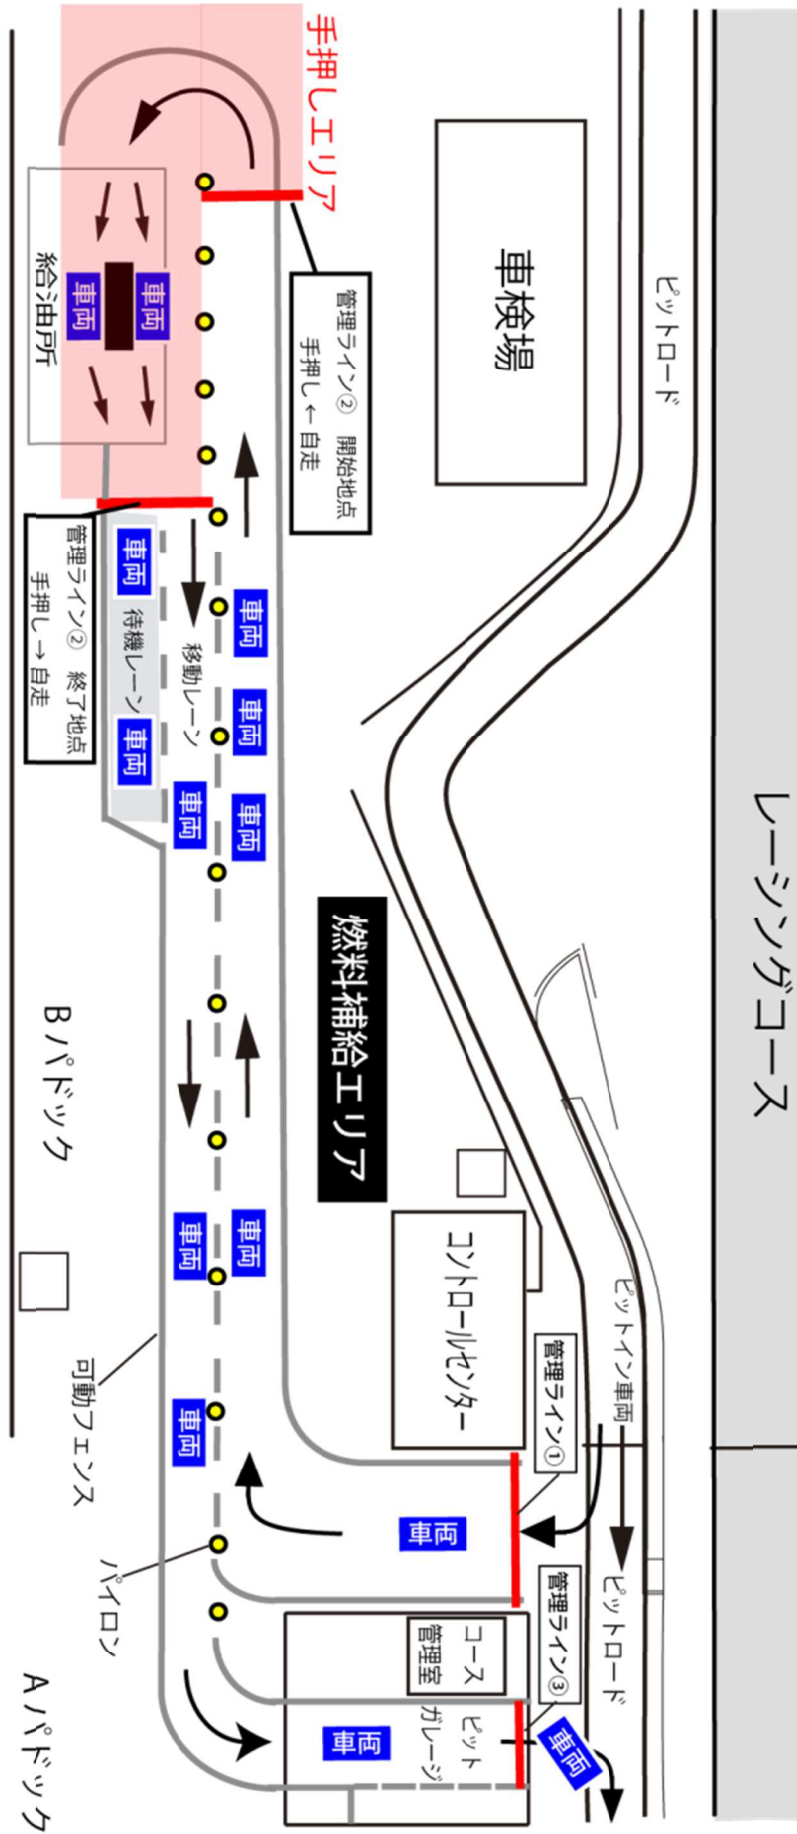 手押しエリア
車検場
ピットロード
レーシングコース
管理ライン② 開始地点
手押し←自走
給油所
車両
車両
管理ライン② 終了地点
手押し→自走
車両
待機レーン
車両
移動レーン
車両
車両
車両
車両
燃料補給エリア
Bパドック
コントロールセンター
車両
車両
車両
可動フェンス
パイロン
Aパドック
管理ライン①
ピットイン車両
車両
ピットロード
管理ライン③
コース
管理室
ピット
ガレージ
車両
車両